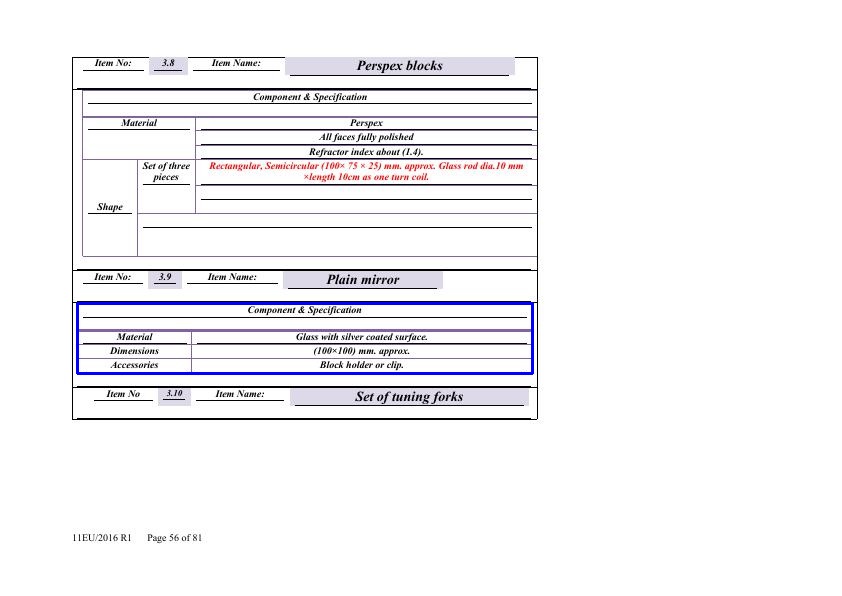 Item No: 3.8 Item Name: Perspex blocks
Component & Specification
Material Perspex
All faces fully polished
Refractor index about (1.4).
Shape Set of three pieces Rectangular, Semicircular (100× 75 × 25) mm. approx. Glass rod dia.10 mm
×length 10cm as one turn coil.
Item No: 3.9 Item Name: Plain mirror
Component & Specification
Material Glass with silver coated surface.
Dimensions (100×100) mm. approx.
Accessories Block holder or clip.
Item No 3.10 Item Name: Set of tuning forks
11EU/2016 R1 Page 56 of 81